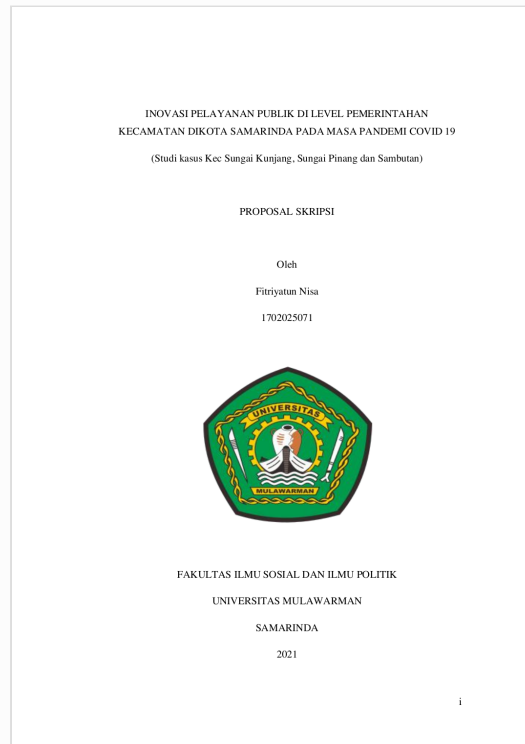 INOVASI PELAYANAN PUBLIK DI LEVEL PEMERINTAHAN
KECAMATAN DIKOTA SAMARINDA PADA MASA PANDEMI COVID 19
(Studi kasus Kec Sungai Kunjang, Sungai Pinang dan Sambutan)
PROPOSAL SKRIPSI
Oleh
Fitriyatun Nisa
1702025071
UNIVERSITAS
MULAWARMAN
FAKULTAS ILMU SOSIAL DAN ILMU POLITIK
UNIVERSITAS MULAWARMAN
SAMARINDA
2021
i